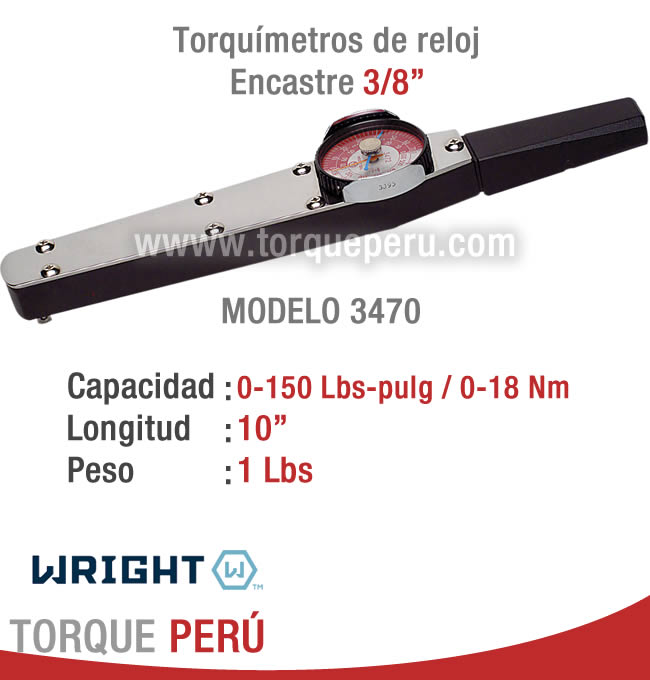 Torquímetros de reloj
Encastre 3/8”
www.torqueperu.com
MODELO 3470
Capacidad : 0-150 Lbs-pulg / 0-18 Nm
Longitud : 10”
Peso : 1 Lbs
WRIGHT W ™
TORQUE PERÚ